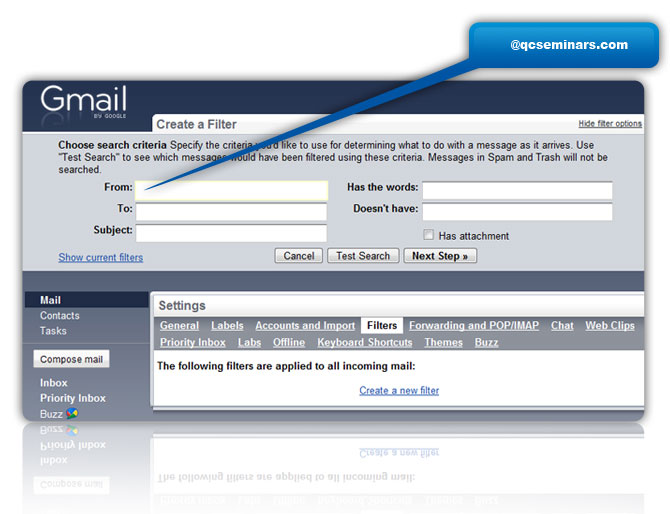 @qcseminars.com
Gmail
BY GOOGLE
Create a Filter
Hide filter options
Choose search criteria Specify the criteria you'd like to use for determining what to do with a message as it arrives. Use
"Test Search" to see which messages would have been filtered using these criteria. Messages in Spam and Trash will not be
searched.
From:
Has the words:
To:
Doesn't have:
Subject:
Has attachment
Show current filters
Cancel
Test Search
Next Step »
Mail
Contacts
Tasks
Compose mail
Inbox
Priority Inbox
Buzz
Settings
General Labels Accounts and Import Filters Forwarding and POP/IMAP Chat Web Clips
Priority Inbox Labs Offline Keyboard Shortcuts Themes Buzz
The following filters are applied to all incoming mail:
Create a new filter